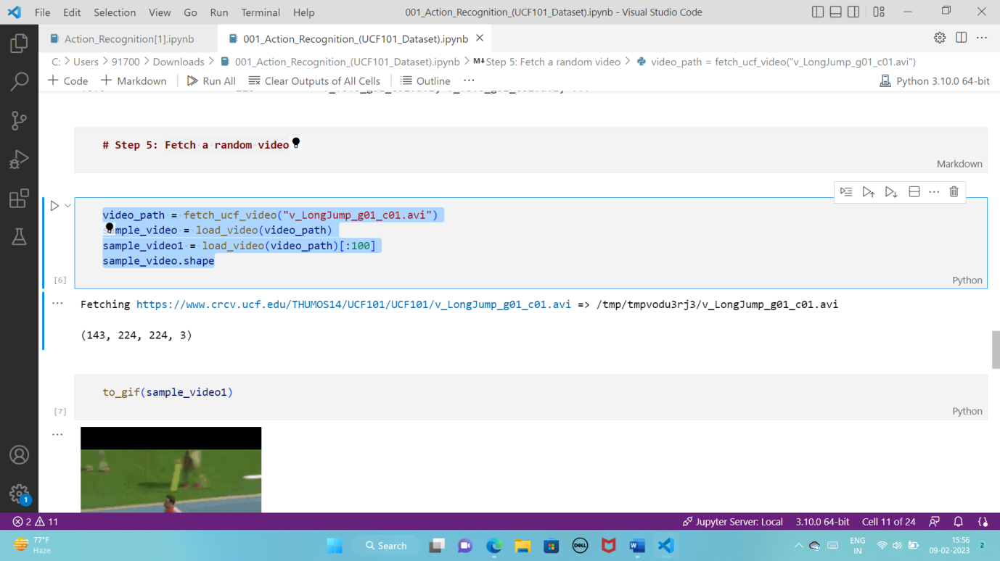 File Edit Selection View Go Run Terminal Help 001_Action_Recognition_(UCF101_Dataset).ipynb - Visual Studio Code
Action_Recognition[1].ipynb 001_Action_Recognition_(UCF101_Dataset).ipynb
C: > Users > 91700 > Downloads > 001_Action_Recognition_(UCF101_Dataset).ipynb > M↓Step 5: Fetch a random video > video_path = fetch_ucf_video("v_LongJump_g01_c01.avi")
+ Code + Markdown Run All Clear Outputs of All Cells Outline ... Python 3.10.0 64-bit
# Step 5: Fetch a random video
Markdown
video_path = fetch_ucf_video("v_LongJump_g01_c01.avi")
mple_video = load_video(video_path)
sample_video1 = load_video(video_path)[:100]
sample_video.shape
[6] Python
Fetching https://www.crcv.ucf.edu/THUMOS14/UCF101/UCF101/v_LongJump_g01_c01.avi => /tmp/tmpvodu3rj3/v_LongJump_g01_c01.avi
(143, 224, 224, 3)
to_gif(sample_video1)
[7] Python
1
2 11 Jupyter Server: Local 3.10.0 64-bit Cell 11 of 24
77°F
Haze
Search
DELL
W
ENG
IN
15:56
09-02-2023
2